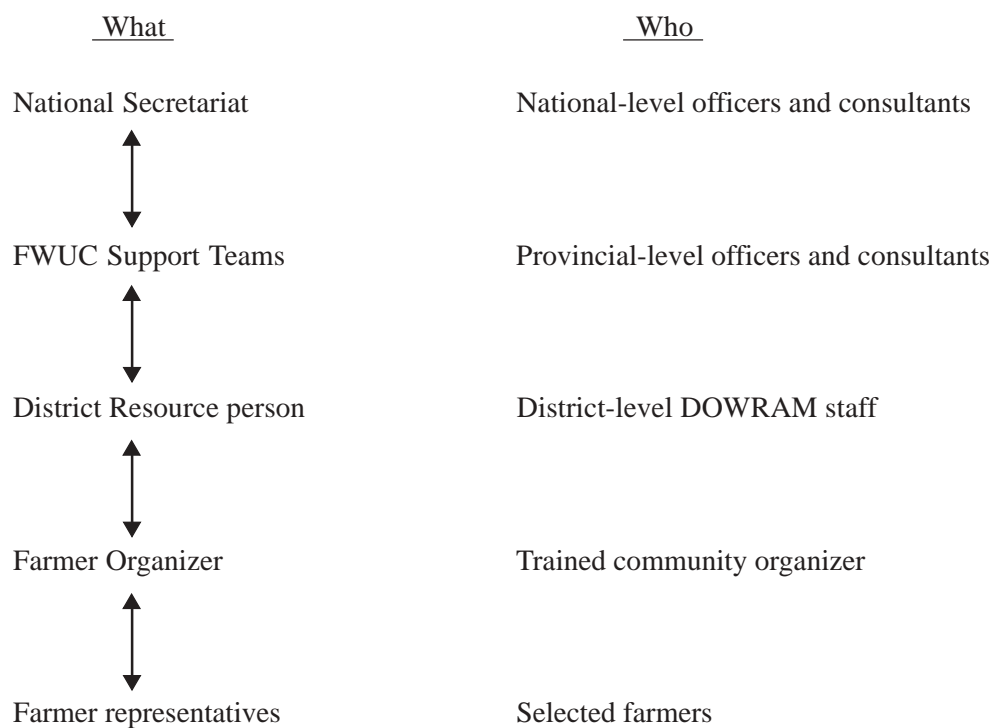 What Who
National Secretariat National-level officers and consultants
FWUC Support Teams Provincial-level officers and consultants
District Resource person District-level DOWRAM staff
Farmer Organizer Trained community organizer
Farmer representatives Selected farmers